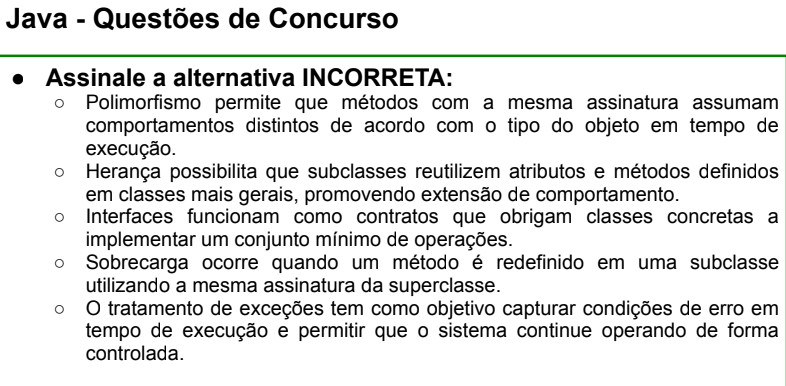 Java - Questões de Concurso
● Assinale a alternativa INCORRETA:
○ Polimorfismo permite que métodos com a mesma assinatura assumam
comportamentos distintos de acordo com o tipo do objeto em tempo de
execução.
○ Herança possibilita que subclasses reutilizem atributos e métodos definidos
em classes mais gerais, promovendo extensão de comportamento.
○ Interfaces funcionam como contratos que obrigam classes concretas a
implementar um conjunto mínimo de operações.
○ Sobrecarga ocorre quando um método é redefinido em uma subclasse
utilizando a mesma assinatura da superclasse.
○ O tratamento de exceções tem como objetivo capturar condições de erro em
tempo de execução e permitir que o sistema continue operando de forma
controlada.